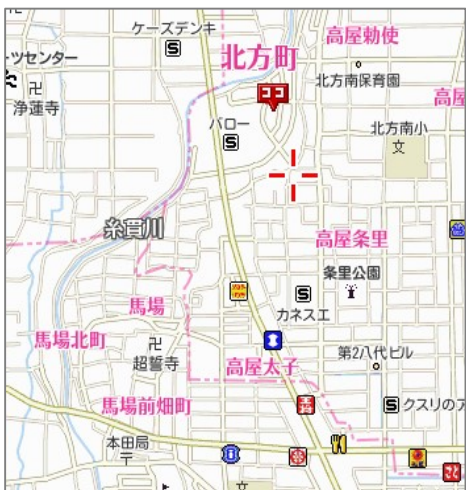 ケーズデンキ
高屋勅使
ーツセンター
北方町
北方南保育園
浄蓮寺
ココ
高屋
バロー
北方南小
文
糸貫川
高屋条里
条里公園
馬場
カネスエ
馬場北町
超誓寺
第2八代ビル
高屋太子
馬場前畑町
クスリのア
本田局
文